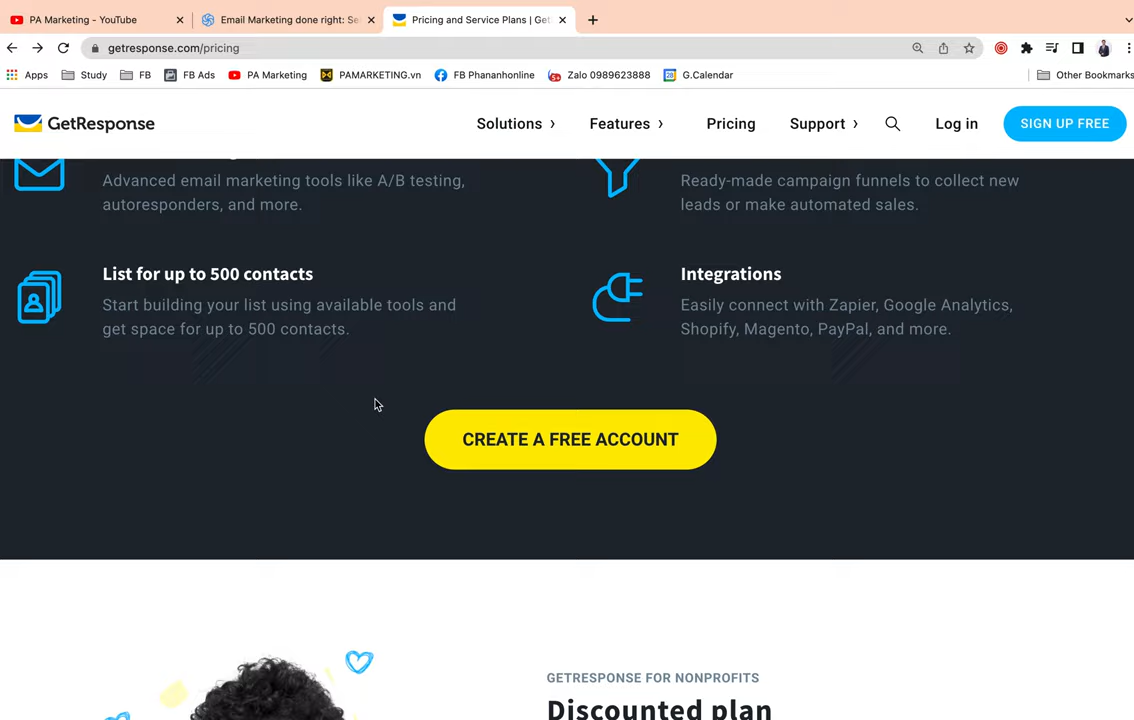 PA Marketing - YouTube
Email Marketing done right: Se
Pricing and Service Plans | Get
getresponse.com/pricing
Apps
Study
FB
FB Ads
PA Marketing
PAMARKETING.vn
FB Phananhonline
Zalo 0989623888
G.Calendar
Other Bookmarks
GetResponse
Solutions
Features
Pricing
Support
Log in
SIGN UP FREE
Advanced email marketing tools like A/B testing,
autoresponders, and more.
Ready-made campaign funnels to collect new
leads or make automated sales.
List for up to 500 contacts
Start building your list using available tools and
get space for up to 500 contacts.
Integrations
Easily connect with Zapier, Google Analytics,
Shopify, Magento, PayPal, and more.
CREATE A FREE ACCOUNT
GETRESPONSE FOR NONPROFITS
Discounted plan